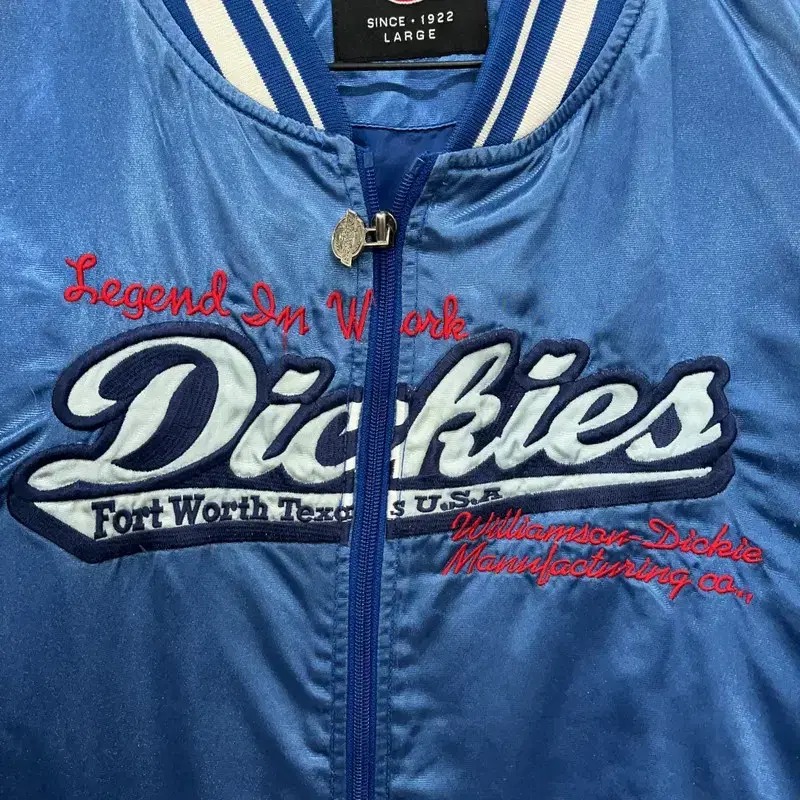 SINCE • 1922
LARGE
Legend In Work
Dickies
Fort Worth Texas U.S.A
Williamson-Dickie
Manufacturing co..,